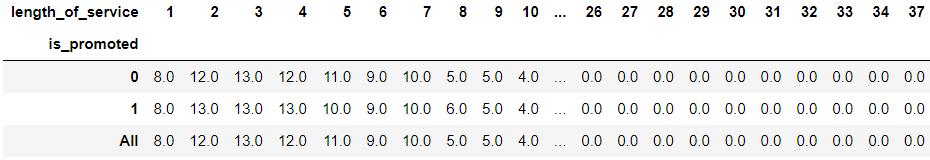 length_of_service 1 2 3 4 5 6 7 8 9 10 ... 26 27 28 29 30 31 32 33 34 37
is_promoted
0 8.0 12.0 13.0 12.0 11.0 9.0 10.0 5.0 5.0 4.0 ... 0.0 0.0 0.0 0.0 0.0 0.0 0.0 0.0 0.0 0.0
1 8.0 13.0 13.0 13.0 10.0 9.0 10.0 6.0 5.0 4.0 ... 0.0 0.0 0.0 0.0 0.0 0.0 0.0 0.0 0.0 0.0
All 8.0 12.0 13.0 12.0 11.0 9.0 10.0 5.0 5.0 4.0 ... 0.0 0.0 0.0 0.0 0.0 0.0 0.0 0.0 0.0 0.0